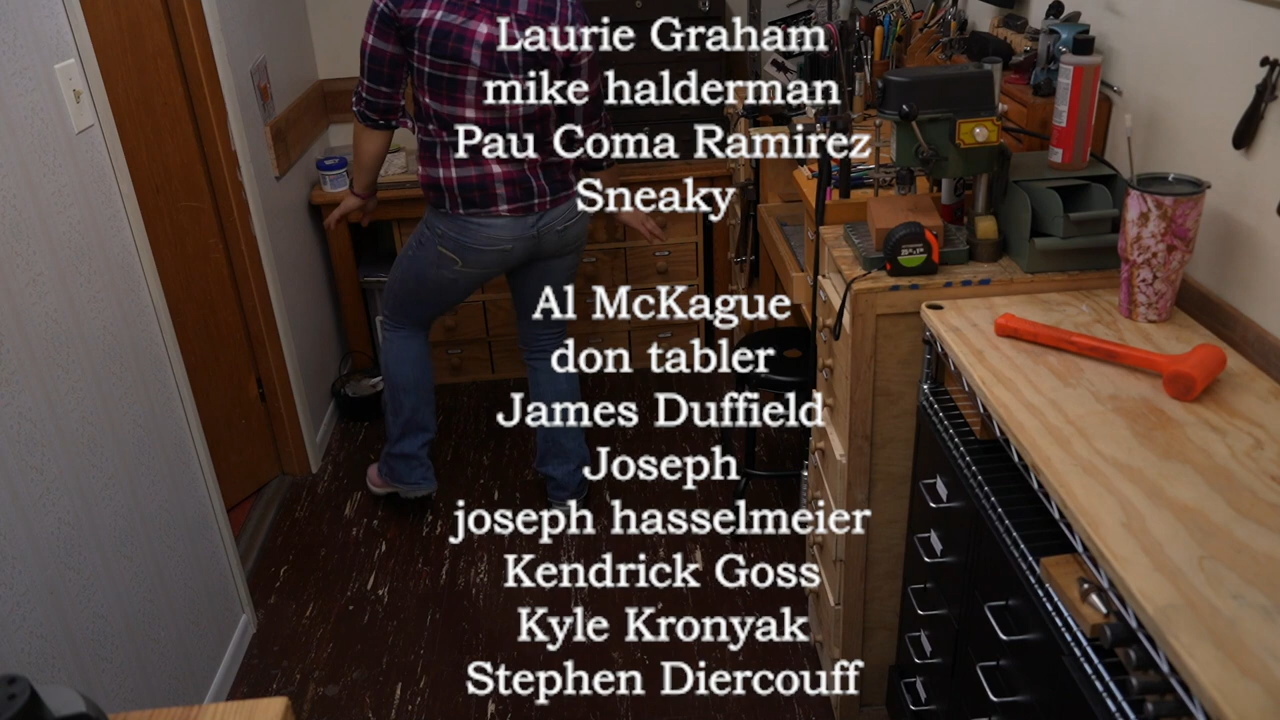 Laurie Graham
mike halderman
Pau Coma Ramirez
Sneaky
Al McKague
don tabler
James Duffield
Joseph
joseph hasselmeier
Kendrick Goss
Kyle Kronyak
Stephen Diercouff